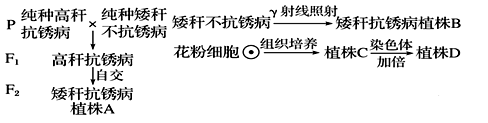 P 纯种高秆抗锈病 × 纯种矮秆不抗锈病
F₁ 高秆抗锈病
自交
F₂ 矮秆抗锈病
植株A
矮秆不抗锈病 γ射线照射 矮秆抗锈病植株B
花粉细胞 组织培养 植株C 染色体加倍 植株D